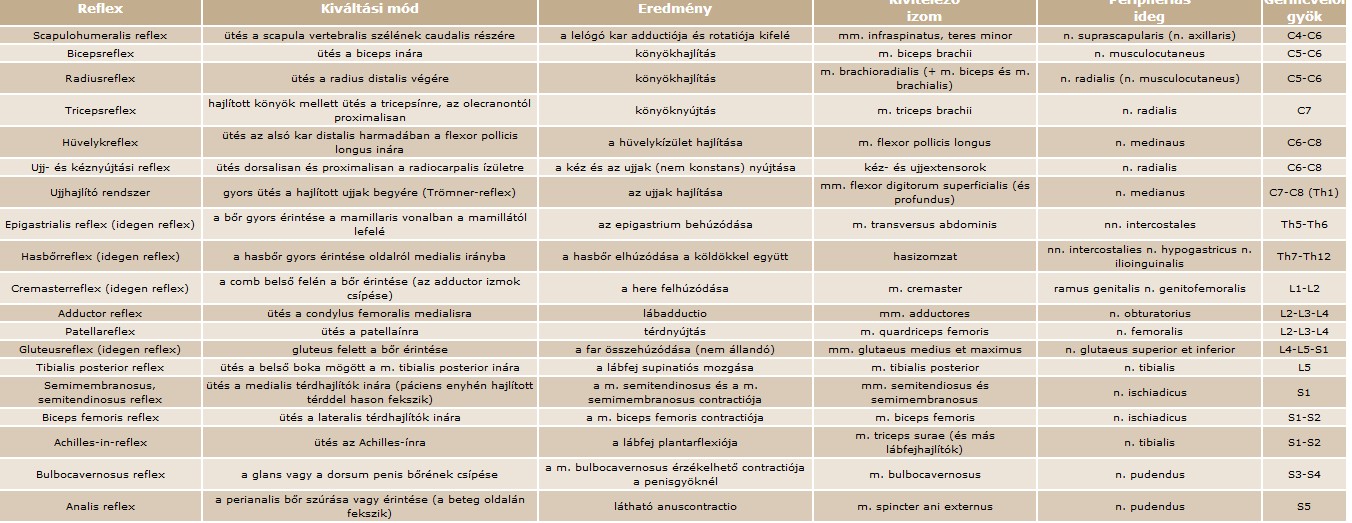 Reflex Kiváltási mód Eredmény Kivitelező izom Periphériás ideg Gerincvelői gyök
Scapulohumeralis reflex ütés a scapula vertebralis szélének caudalis részére a lelógó kar adductiója és rotatiója kifelé mm. infraspinatus, teres minor n. suprascapularis (n. axillaris) C4-C6
Bicepsreflex ütés a biceps inára könyökhajlítás m. biceps brachii n. musculocutaneus C5-C6
Radiusreflex ütés a radius distalis végére könyökhajlítás m. brachioradialis (+ m. biceps és m. brachialis) n. radialis (n. musculocutaneus) C5-C6
Tricepsreflex hajlított könyök mellett ütés a tricepsínre, az olecranontól proximalisan könyöknyújtás m. triceps brachii n. radialis C7
Hüvelykreflex ütés az alsó kar distalis harmadában a flexor pollicis longus inára a hüvelykízület hajlítása m. flexor pollicis longus n. medinaus C6-C8
Ujj- és kéznyújtási reflex ütés dorsalisan és proximalisan a radiocarpalis ízületre a kéz és az ujjak (nem konstans) nyújtása kéz- és ujjextensorok n. radialis C6-C8
Ujjhajlító rendszer gyors ütés a hajlított ujjak begyére (Trömner-reflex) az ujjak hajlítása mm. flexor digitorum superficialis (és profundus) n. medianus C7-C8 (Th1)
Epigastrialis reflex (idegen reflex) a bőr gyors érintése a mamillaris vonalban a mamillától lefelé az epigastrium behúzódása m. transversus abdominis nn. intercostales Th5-Th6
Hasbőrreflex (idegen reflex) a hasbőr gyors érintése oldalról medialis irányba a hasbőr elhúzódása a köldökkel együtt hasizomzat nn. intercostalies n. hypogastricus n. ilioinguinalis Th7-Th12
Cremasterreflex (idegen reflex) a comb belső felén a bőr érintése (az adductor izmok csípése) a here felhúzódása m. cremaster ramus genitalis n. genitofemoralis L1-L2
Adductor reflex ütés a condylus femoralis medialisra lábadductio mm. adductores n. obturatorius L2-L3-L4
Patellareflex ütés a patellaínra térdnyújtás m. quardriceps femoris n. femoralis L2-L3-L4
Gluteusreflex (idegen reflex) gluteus felett a bőr érintése a far összehúzódása (nem állandó) mm. glutaeus medius et maximus n. glutaeus superior et inferior L4-L5-S1
Tibialis posterior reflex ütés a belső boka mögött a m. tibialis posterior inára a lábfej supinatiós mozgása m. tibialis posterior n. tibialis L5
Semimembranosus, semitendinosus reflex ütés a medialis térdhajlítók inára (páciens enyhén hajlított térddel hason fekszik) a m. semitendinosús és a m. semimembranosus contractiója mm. semitendiosus és semimembranosus n. ischiadicus S1
Biceps femoris reflex ütés a lateralis térdhajlítók inára a m. biceps femoris contractiója m. biceps femoris n. ischiadicus S1-S2
Achilles-in-reflex ütés az Achilles-ínra a lábfej plantarflexiója m. triceps surae (és más lábfejhajlítók) n. tibialis S1-S2
Bulbocavernosus reflex a glans vagy a dorsum penis bőrének csípése a m. bulbocavernosus érzékelhető contractiója a penisgyöknél m. bulbocavernosus n. pudendus S3-S4
Analis reflex a perianalis bőr szúrása vagy érintése (a beteg oldalán fekszik) látható anuscontractio m. spincter ani externus n. pudendus S5